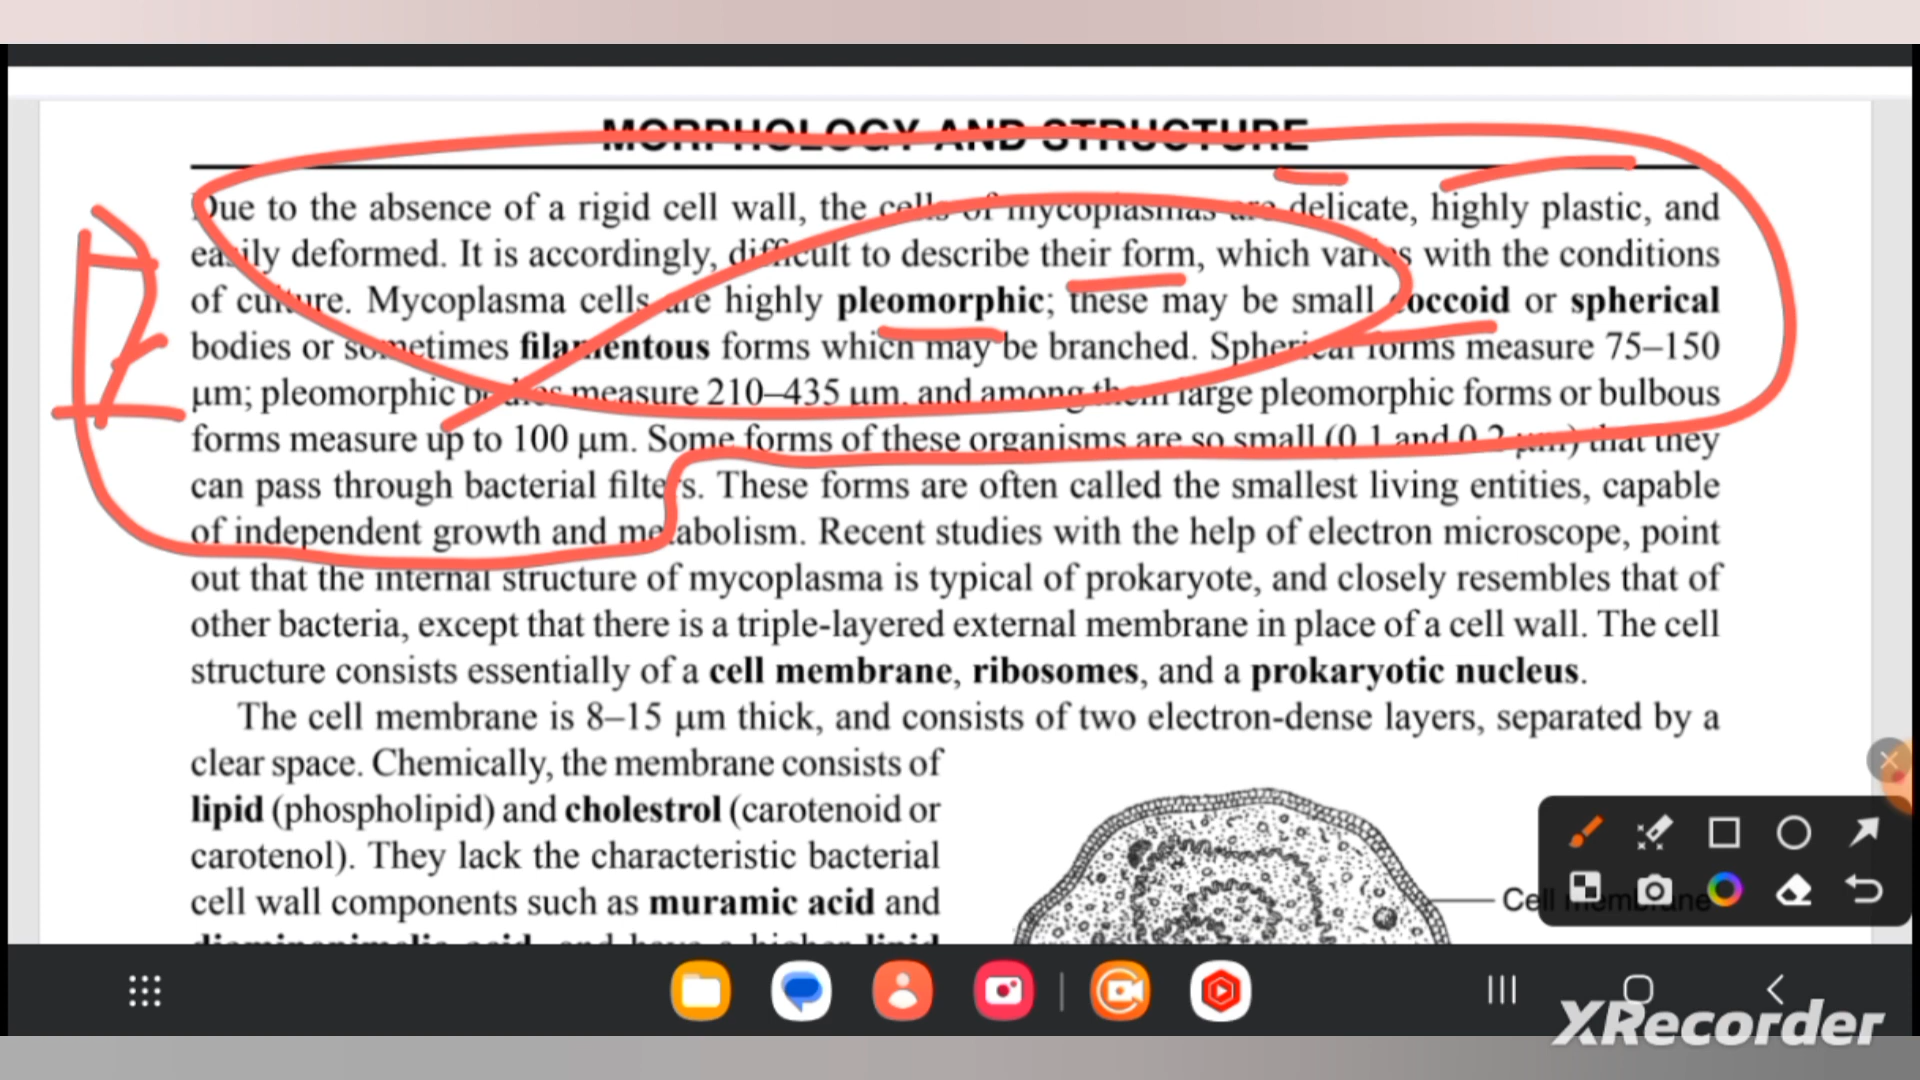 MORPHOLOGY AND STRUCTURE
Due to the absence of a rigid cell wall, the cells of mycoplasmas are delicate, highly plastic, and
easily deformed. It is accordingly, difficult to describe their form, which varies with the conditions
of culture. Mycoplasma cells are highly pleomorphic; these may be small coccoid or spherical
bodies or sometimes filamentous forms which may be branched. Spherical forms measure 75–150
μm; pleomorphic bodies measure 210–435 μm, and among them large pleomorphic forms or bulbous
forms measure up to 100 μm. Some forms of these organisms are so small (0.1 and 0.2 μm) that they
can pass through bacterial filters. These forms are often called the smallest living entities, capable
of independent growth and metabolism. Recent studies with the help of electron microscope, point
out that the internal structure of mycoplasma is typical of prokaryote, and closely resembles that of
other bacteria, except that there is a triple-layered external membrane in place of a cell wall. The cell
structure consists essentially of a cell membrane, ribosomes, and a prokaryotic nucleus.
The cell membrane is 8–15 μm thick, and consists of two electron-dense layers, separated by a
clear space. Chemically, the membrane consists of
lipid (phospholipid) and cholestrol (carotenoid or
carotenol). They lack the characteristic bacterial
cell wall components such as muramic acid and
diaminopimelic acid, and have a higher lipid
Cell membrane
XRecorder